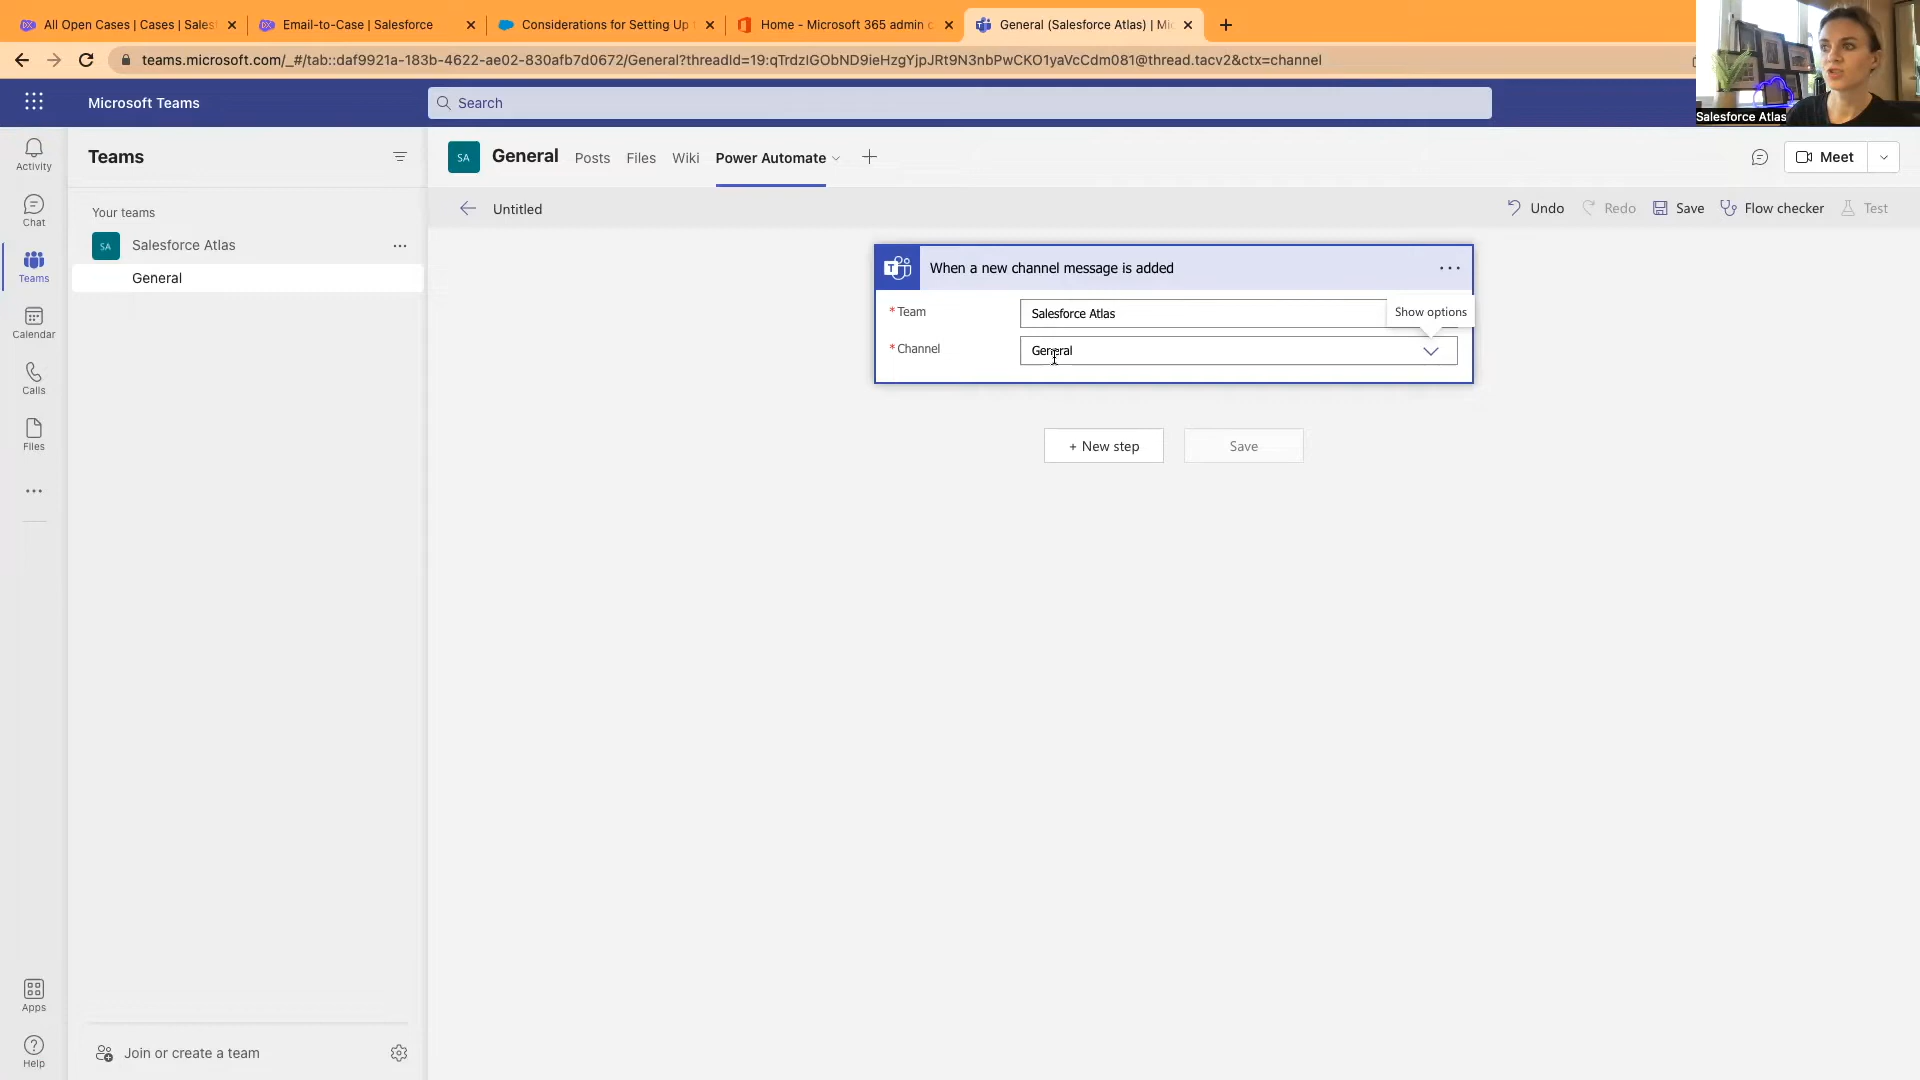 All Open Cases | Cases | Sales
Email-to-Case | Salesforce
Considerations for Setting Up
Home - Microsoft 365 admin c
General (Salesforce Atlas) | Mi
teams.microsoft.com/_#/tab::daf9921a-183b-4622-ae02-830afb7d0672/General?threadId=19:qTrdzIGObND9ieHzgYjpJRt9N3nbPwCKO1yaVcCdm081@thread.tacv2&ctx=channel
Salesforce Atlas
Microsoft Teams
Search
Activity
Chat
Teams
Calendar
Calls
Files
Apps
Help
Teams
Your teams
SA Salesforce Atlas
General
Join or create a team
SA General Posts Files Wiki Power Automate
Meet
Untitled
Undo Redo Save Flow checker Test
T When a new channel message is added
* Team Salesforce Atlas
Show options
* Channel General
+ New step Save